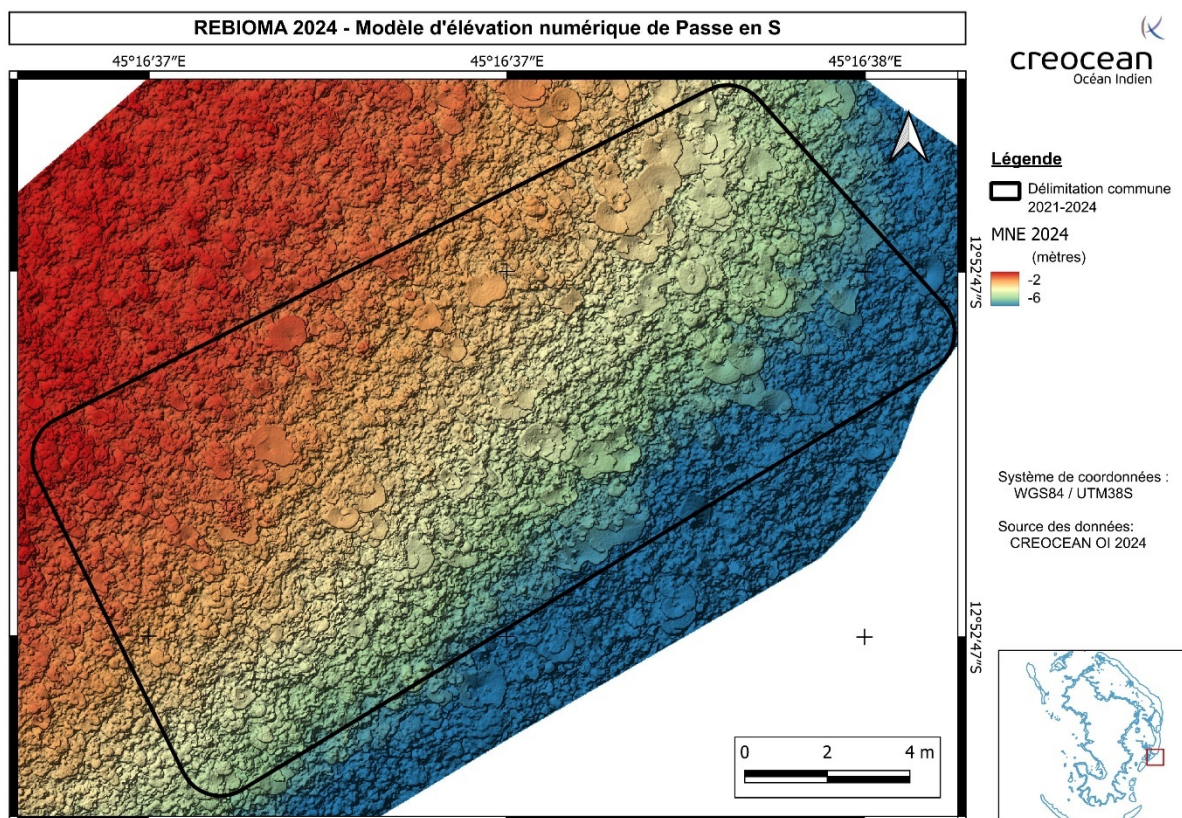 REBIOMA 2024 - Modèle d'élévation numérique de Passe en S
45°16′37″E
45°16′37″E
45°16′38″E
creocean
Océan Indien
Légende
Délimitation commune
2021-2024
MNE 2024
(mètres)
-2
-6
12°52′47″S
12°52′47″S
Système de coordonnées :
WGS84 / UTM38S
Source des données:
CREOCEAN OI 2024
0 2 4 m